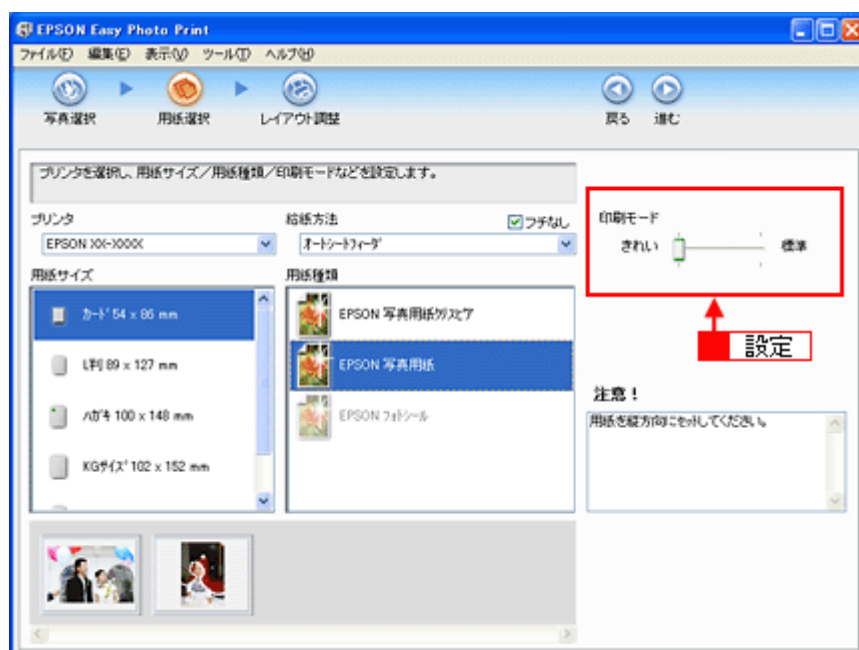 EPSON Easy Photo Print
ファイル(F) 編集(E) 表示(V) ツール(T) ヘルプ(H)
写真選択 用紙選択 レイアウト調整 戻る 進む
プリンタを選択し、用紙サイズ/用紙種類/印刷モードなどを設定します。
プリンタ
EPSON XX-XXXX
給紙方法
フチなし
オートシートフィーダ
用紙サイズ
カード 54 x 86 mm
L判 89 x 127 mm
ハガキ 100 x 148 mm
KGサイズ 102 x 152 mm
用紙種類
EPSON 写真用紙クリスピア
EPSON 写真用紙
EPSON フォトシール
印刷モード
きれい 標準
設定
注意!
用紙を縦方向にセットしてください。